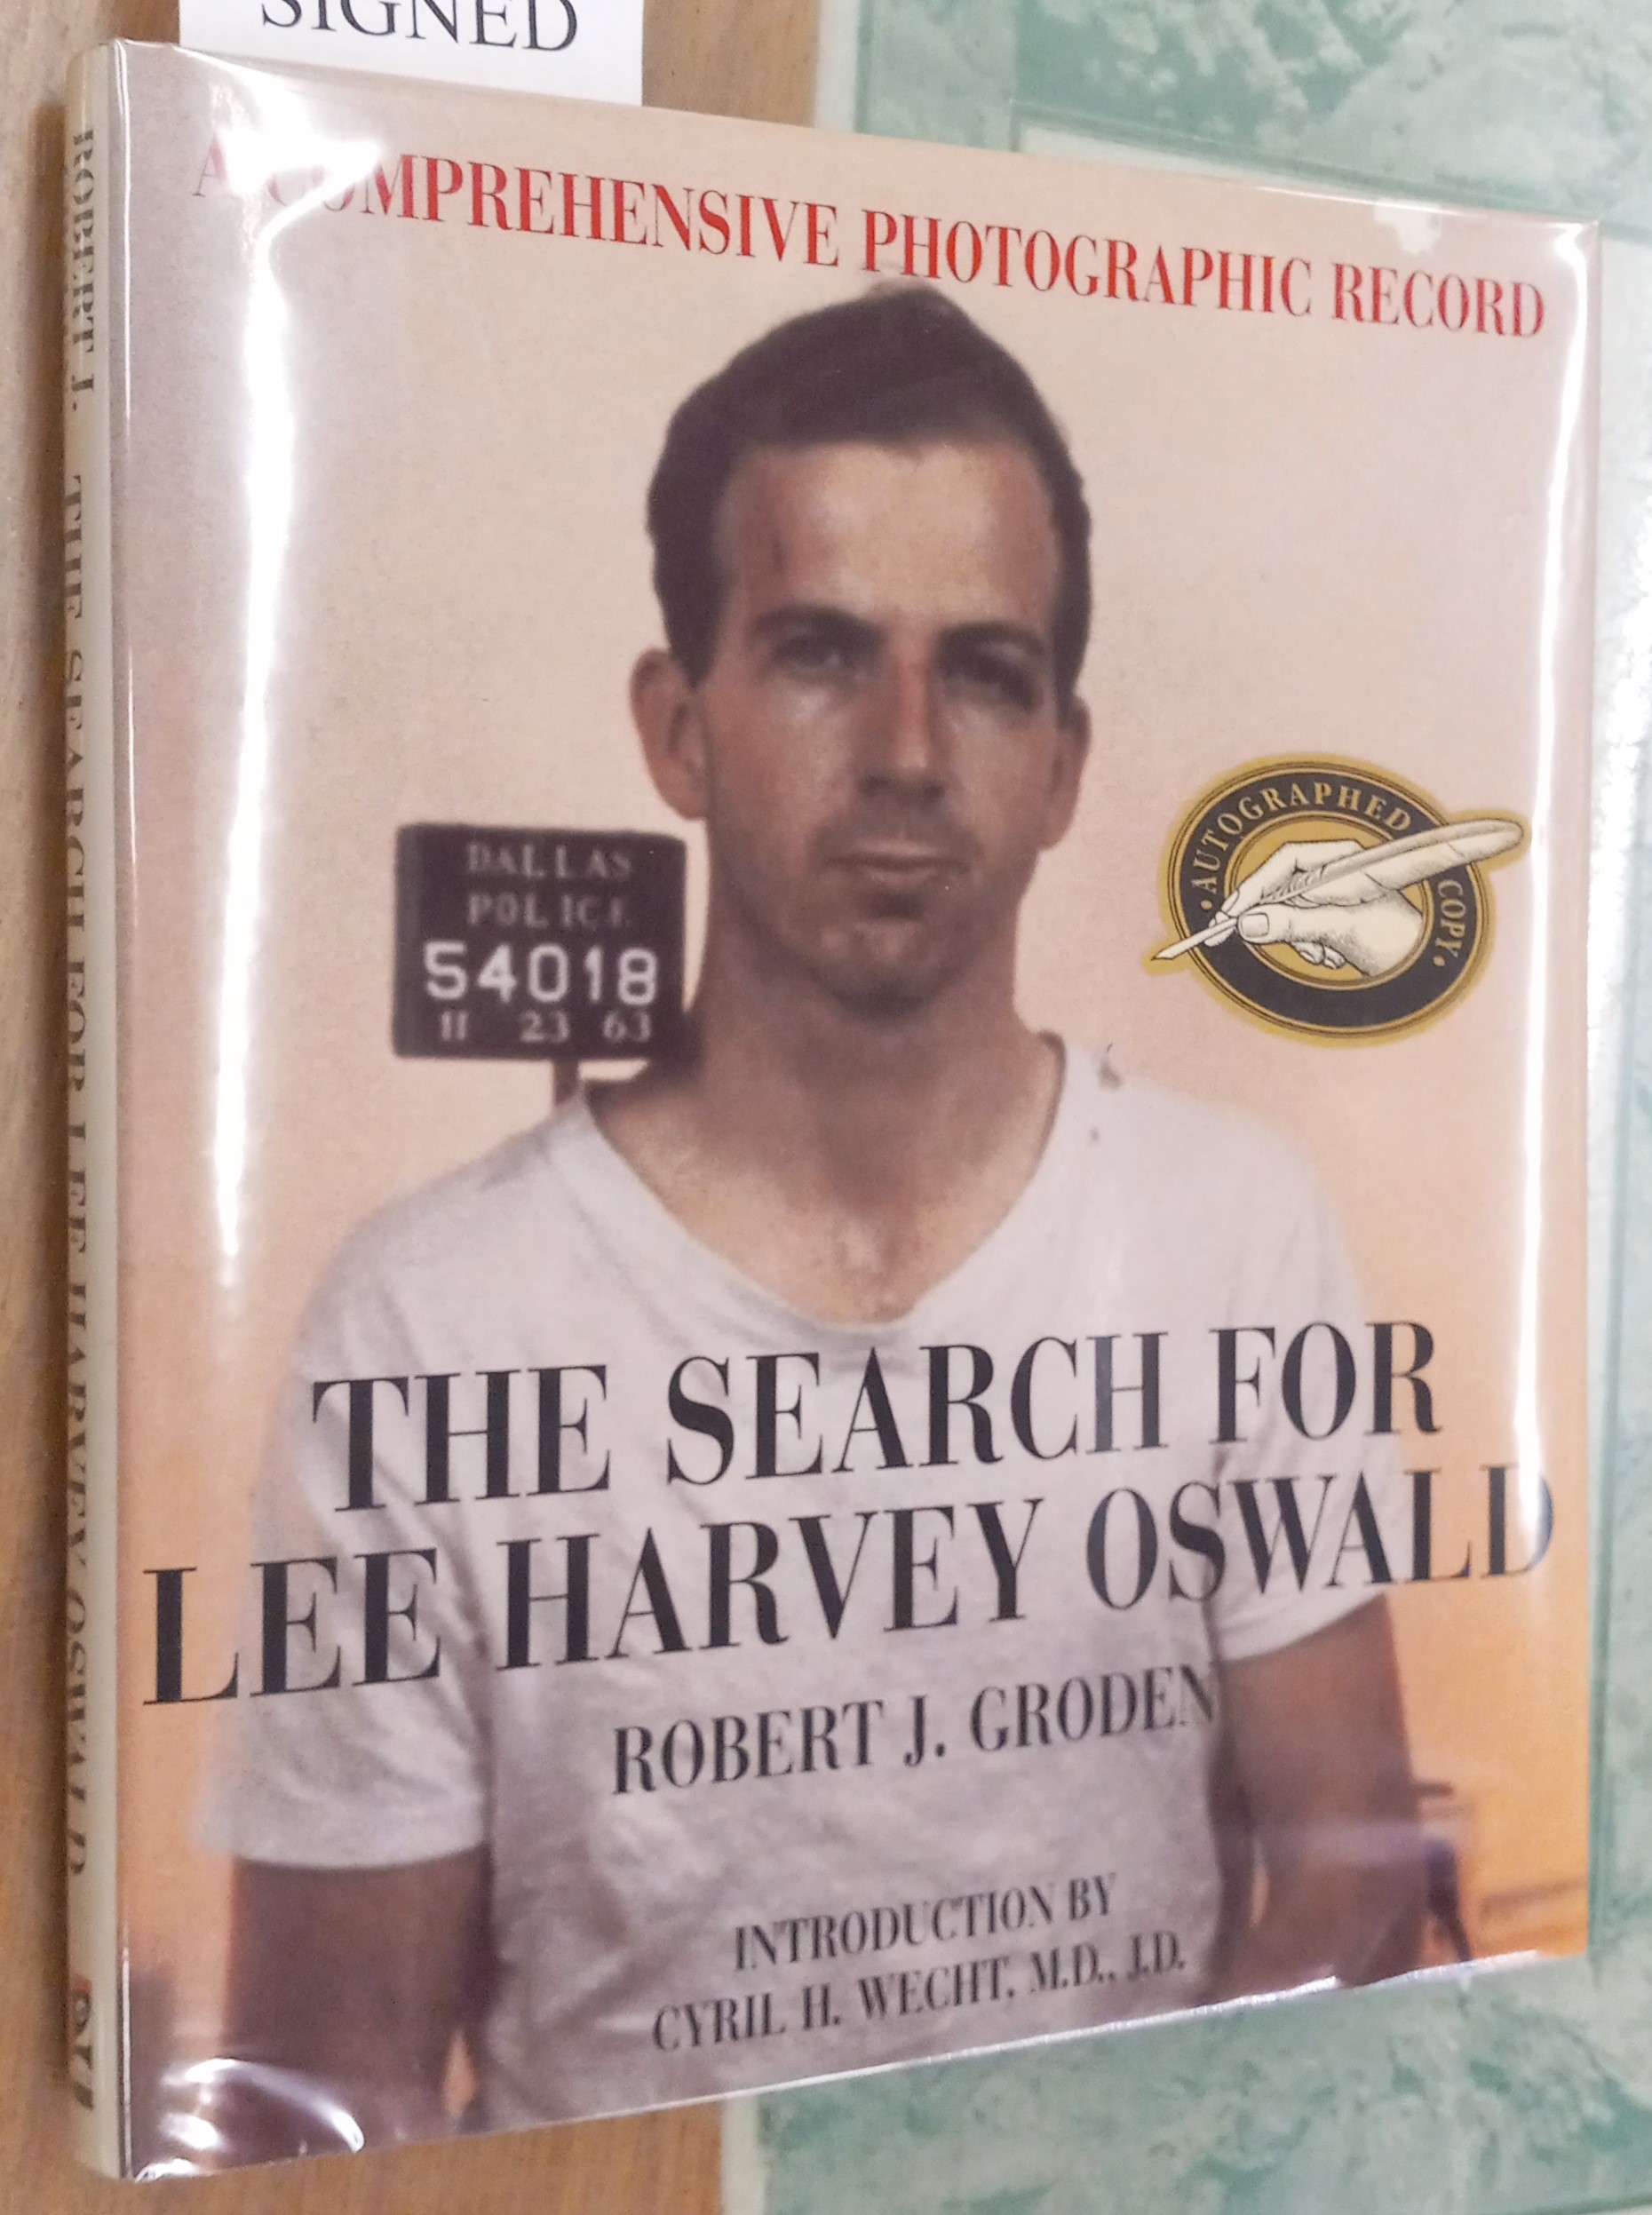 SIGNED
A COMPREHENSIVE PHOTOGRAPHIC RECORD
DALLAS
POLICE
54018
11 23 63
• AUTOGRAPHED COPY •
THE SEARCH FOR
LEE HARVEY OSWALD
ROBERT J. GRODEN
INTRODUCTION BY
CYRIL H. WECHT, M.D., J.D.
ROBERT J. THE SEARCH FOR LEE HARVEY OSWALD